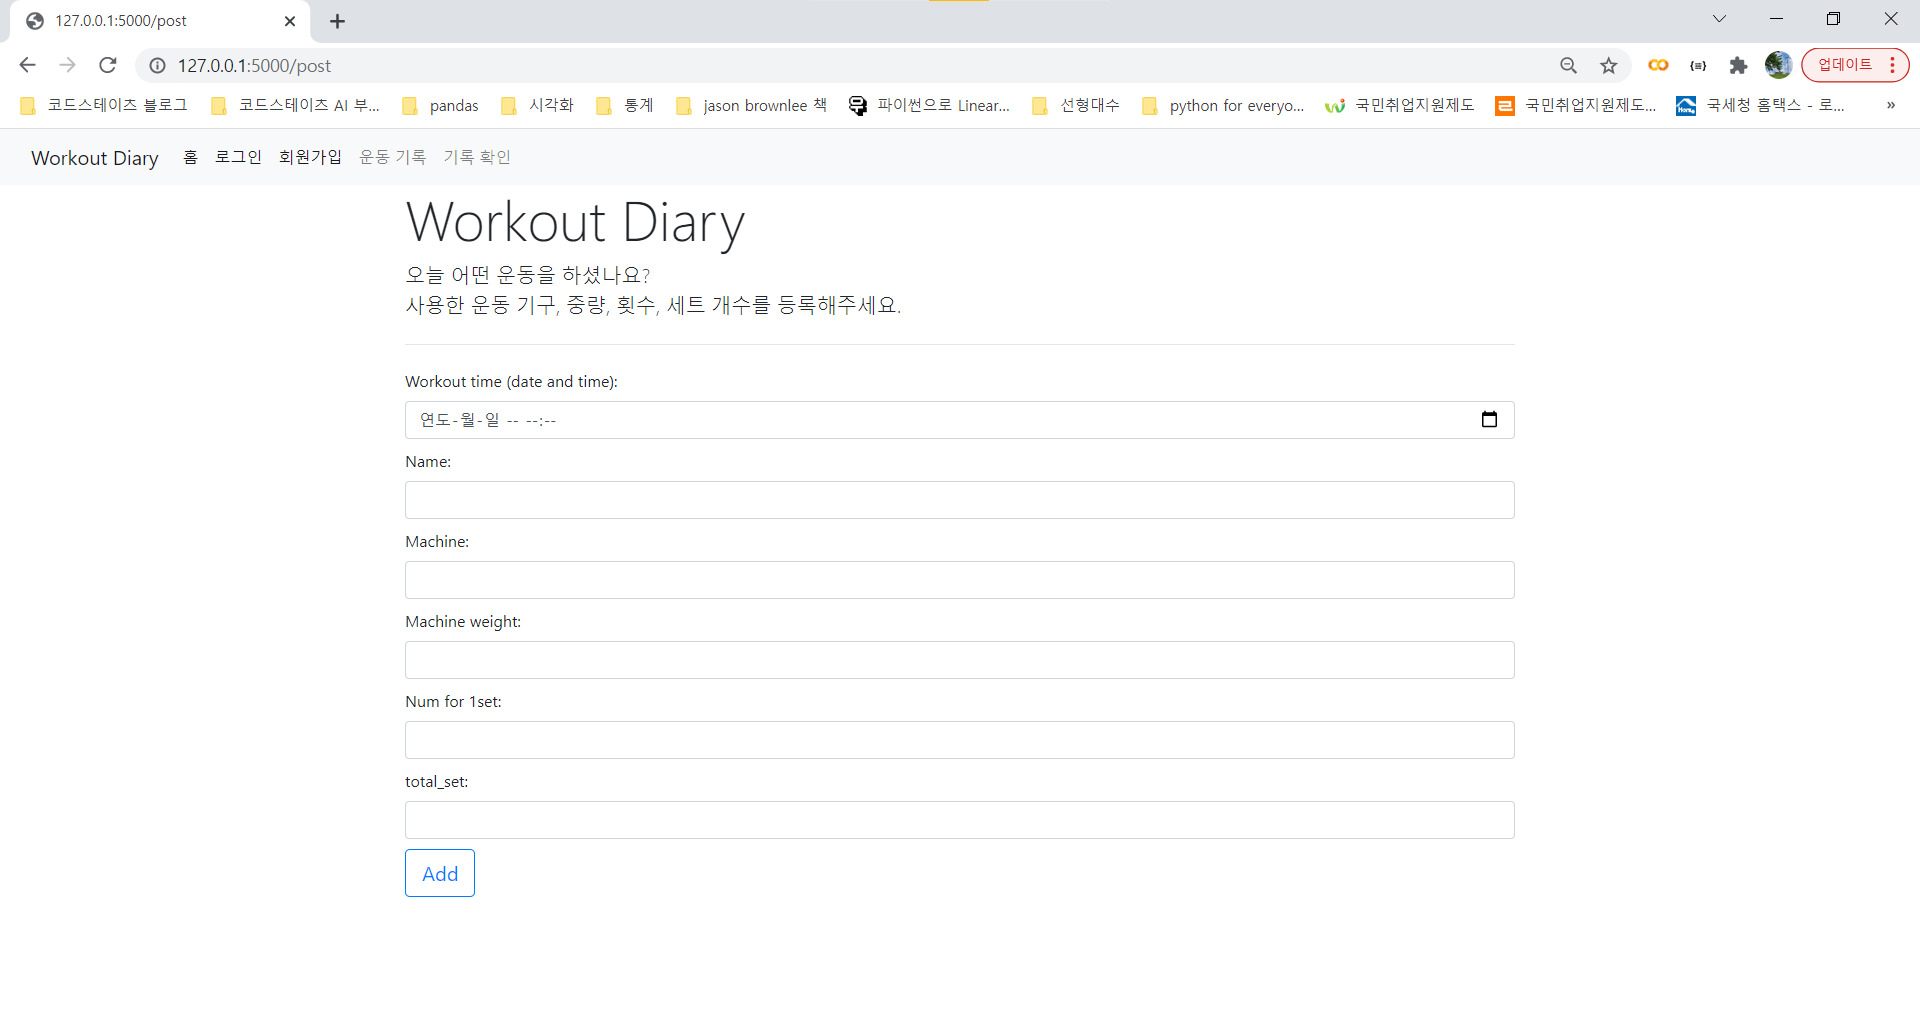 127.0.0.1:5000/post
127.0.0.1:5000/post
업데이트
코드스테이츠 블로그 코드스테이츠 AI 부... pandas 시각화 통계 jason brownlee 책 파이썬으로 Linear... 선형대수 python for everyo... 국민취업지원제도 국민취업지원제도... 국세청 홈택스 - 로... »
Workout Diary 홈 로그인 회원가입 운동 기록 기록 확인
Workout Diary
오늘 어떤 운동을 하셨나요?
사용한 운동 기구, 중량, 횟수, 세트 개수를 등록해주세요.
Workout time (date and time):
연도-월-일 -- --:--
Name:
Machine:
Machine weight:
Num for 1set:
total_set:
Add